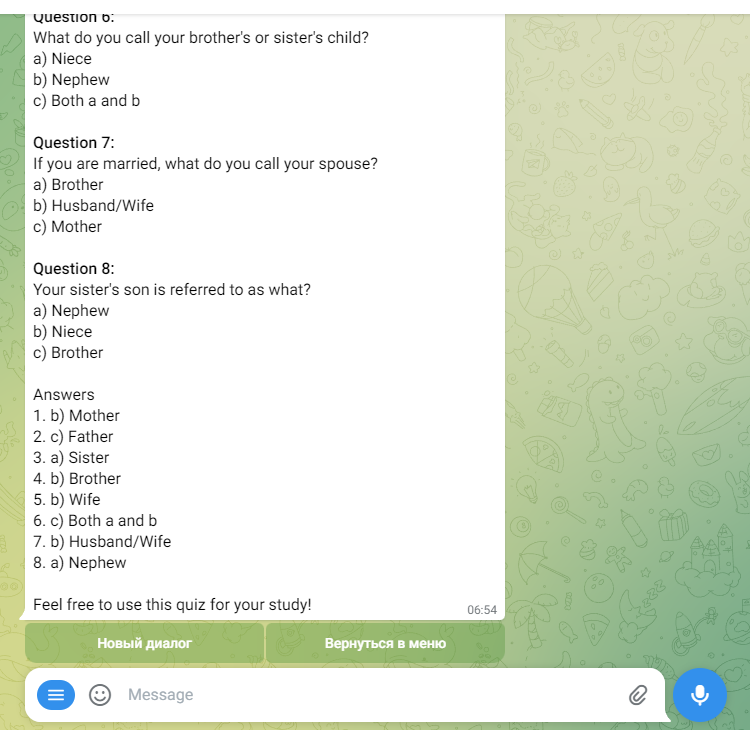 Question 6:
What do you call your brother's or sister's child?
a) Niece
b) Nephew
c) Both a and b
Question 7:
If you are married, what do you call your spouse?
a) Brother
b) Husband/Wife
c) Mother
Question 8:
Your sister's son is referred to as what?
a) Nephew
b) Niece
c) Brother
Answers
1. b) Mother
2. c) Father
3. a) Sister
4. b) Brother
5. b) Wife
6. c) Both a and b
7. b) Husband/Wife
8. a) Nephew
Feel free to use this quiz for your study!
06:54
Новый диалог
Вернуться в меню
Message